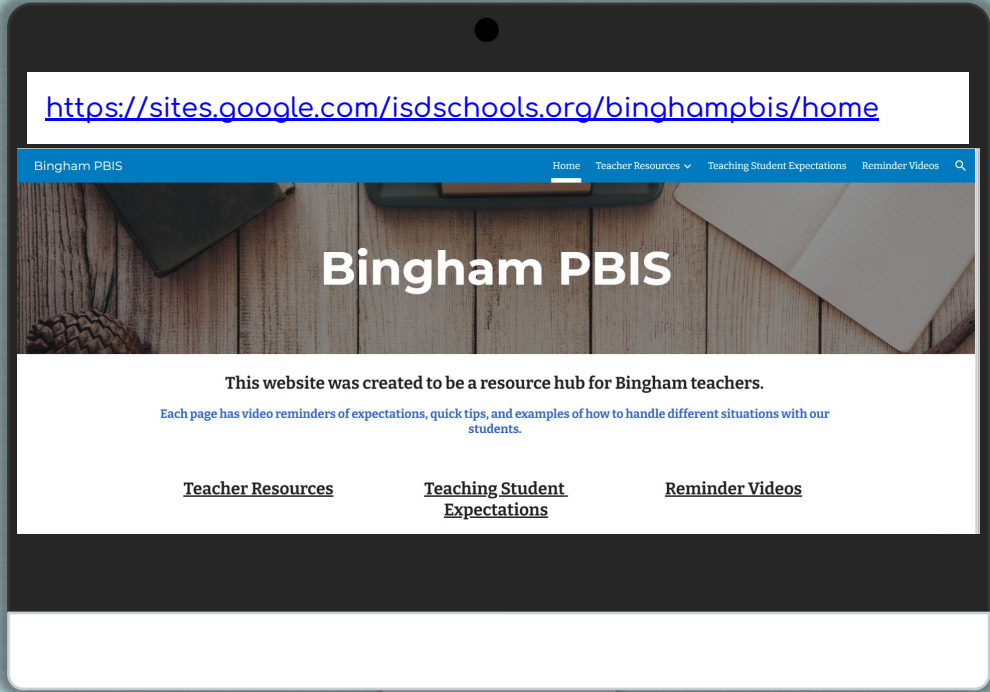 https://sites.google.com/isdschools.org/binghampbis/home
Bingham PBIS
Home Teacher Resources Teaching Student Expectations Reminder Videos
Bingham PBIS
This website was created to be a resource hub for Bingham teachers.
Each page has video reminders of expectations, quick tips, and examples of how to handle different situations with our
students.
Teacher Resources
Teaching Student
Expectations
Reminder Videos